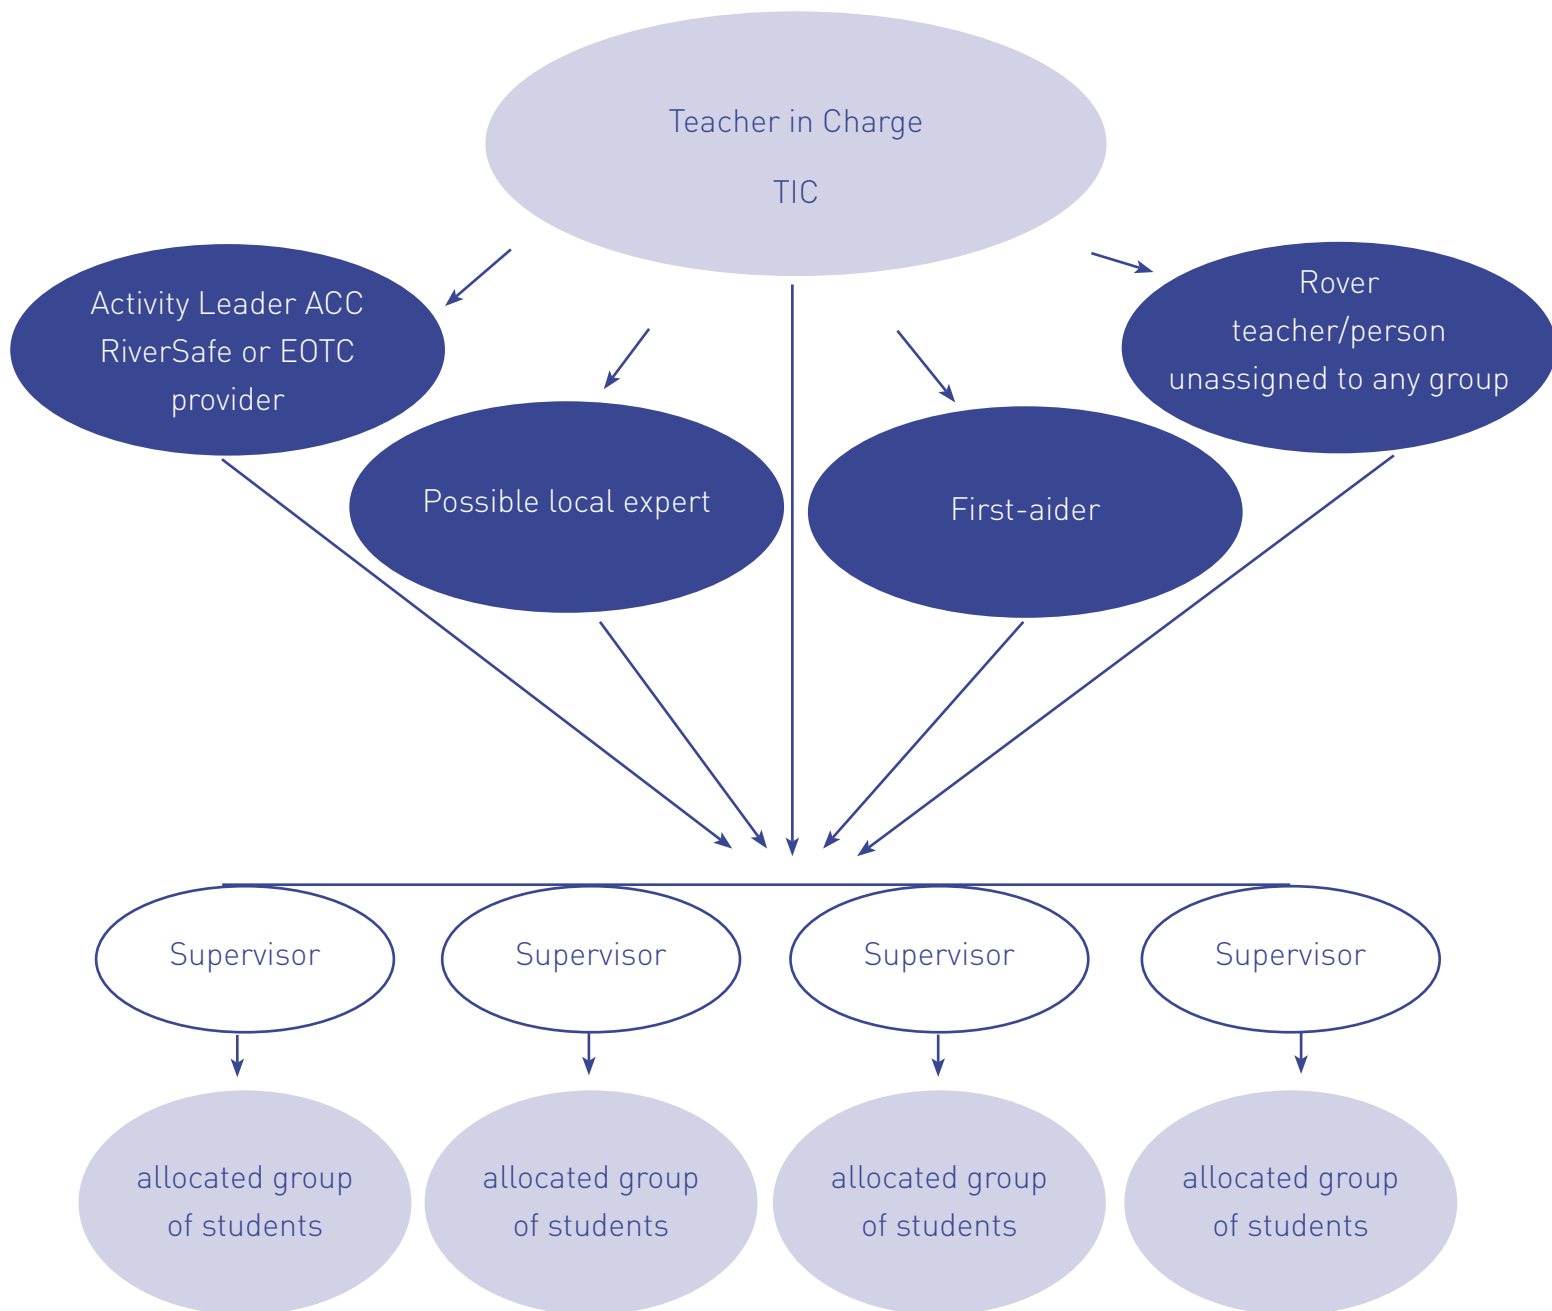 Teacher in Charge
TIC
Activity Leader ACC
RiverSafe or EOTC
provider
Rover
teacher/person
unassigned to any group
Possible local expert
First-aider
Supervisor
Supervisor
Supervisor
Supervisor
allocated group
of students
allocated group
of students
allocated group
of students
allocated group
of students